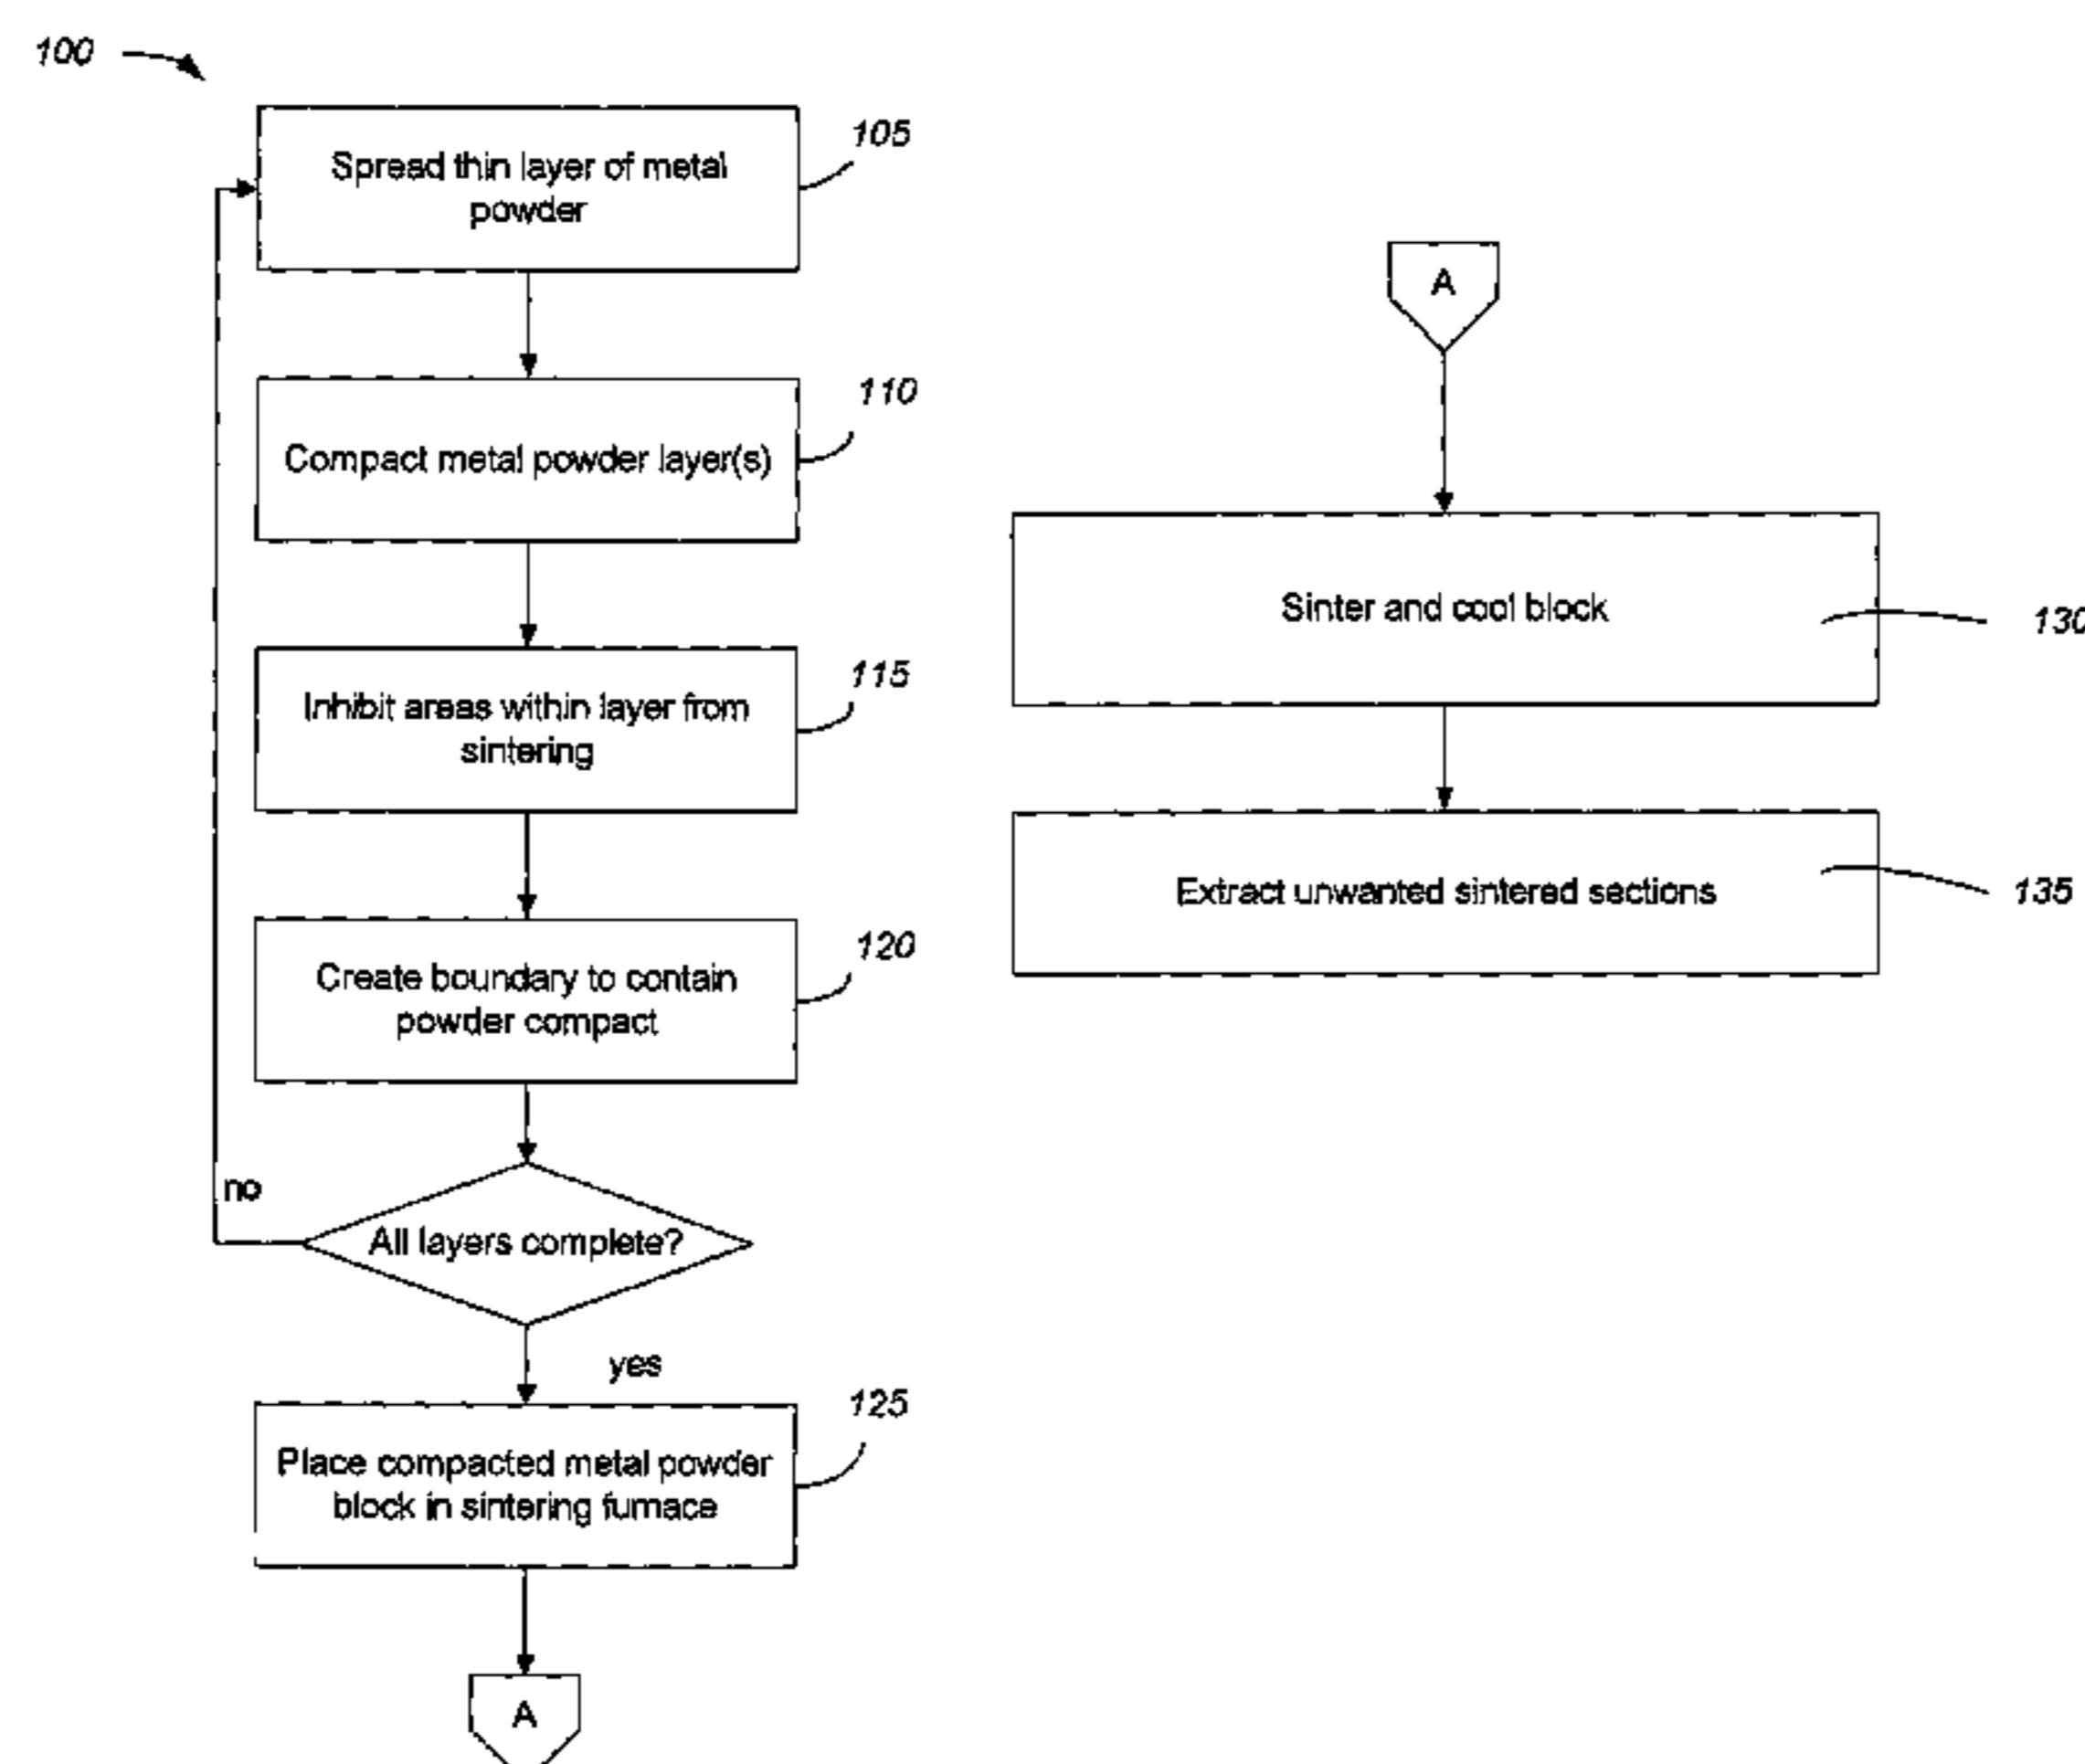 100
105
Spread thin layer of metal
powder
110
Compact metal powder layer(s)
115
Inhibit areas within layer from
sintering
120
Create boundary to contain
powder compact
no
All layers complete?
yes
125
Place compacted metal powder
block in sintering furnace
A
A
Sinter and cool block
130
Extract unwanted sintered sections
135